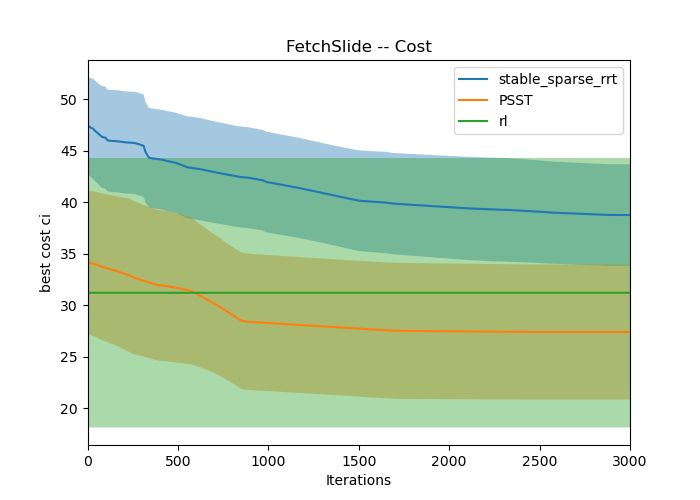 FetchSlide -- Cost
stable_sparse_rrt
PSST
rl
best cost ci
50
45
40
35
30
25
20
0 500 1000 1500 2000 2500 3000
Iterations